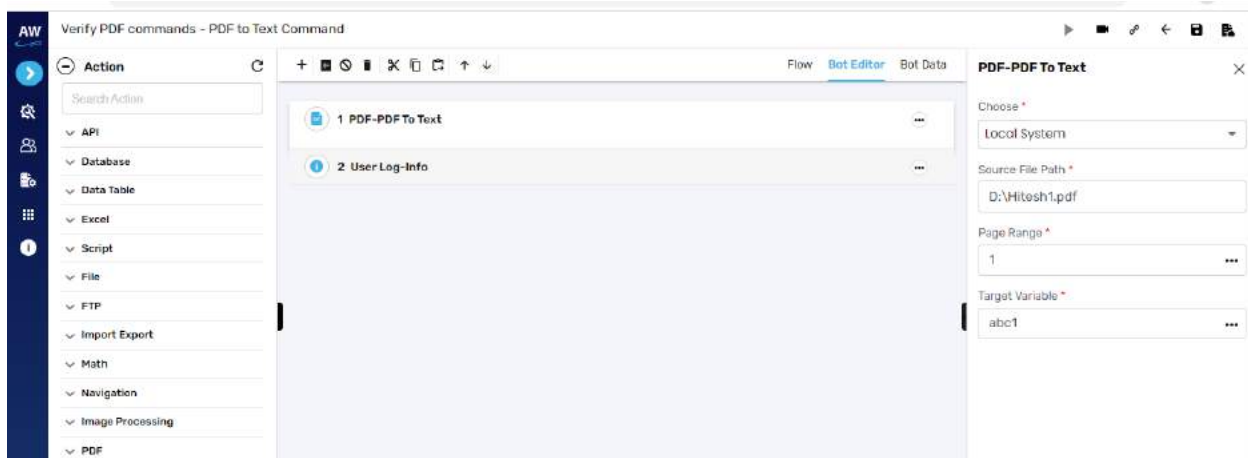 AW
Verify PDF commands - PDF to Text Command
Action
Search Action
API
Database
Data Table
Excel
Script
File
FTP
Import Export
Math
Navigation
Image Processing
PDF
Flow Bot Editor Bot Data
1 PDF-PDF To Text
2 User Log-Info
PDF-PDF To Text
Choose *
Local System
Source File Path *
D:\Hitesh1.pdf
Page Range *
1
Target Variable *
abc1